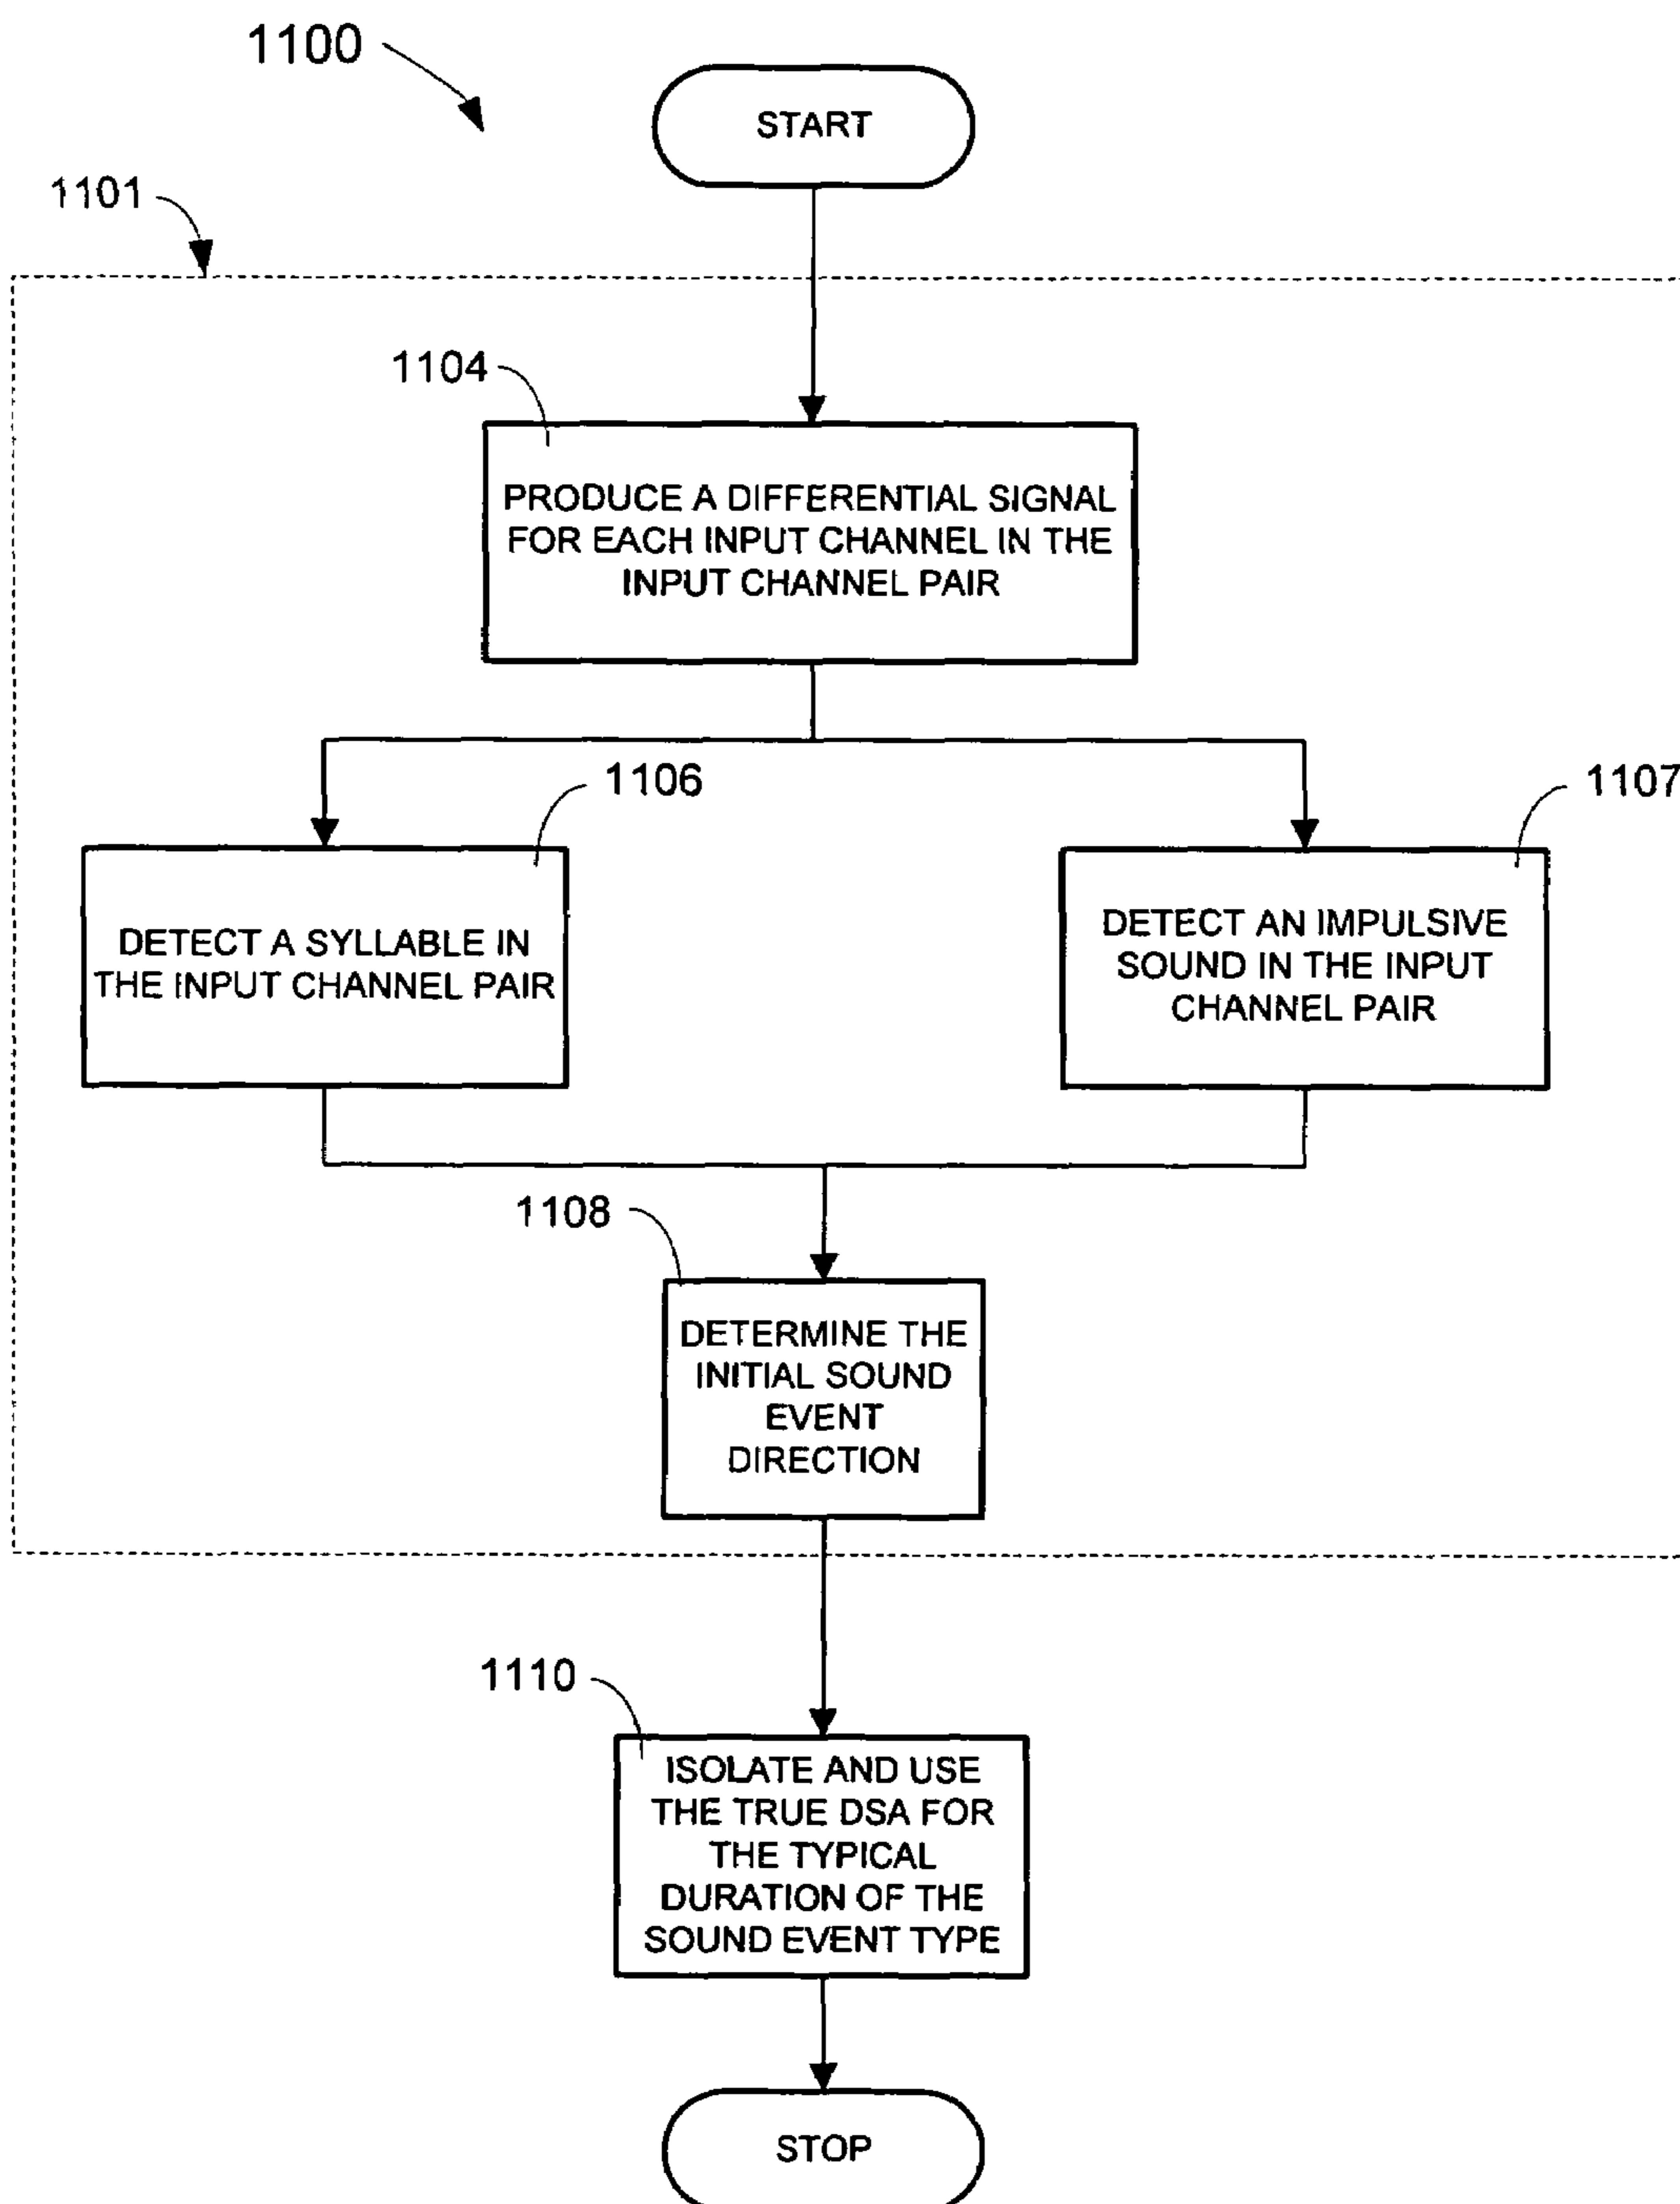 1100
START
1101
1104
PRODUCE A DIFFERENTIAL SIGNAL
FOR EACH INPUT CHANNEL IN THE
INPUT CHANNEL PAIR
1106
1107
DETECT A SYLLABLE IN
THE INPUT CHANNEL PAIR
DETECT AN IMPULSIVE
SOUND IN THE INPUT
CHANNEL PAIR
1108
DETERMINE THE
INITIAL SOUND
EVENT
DIRECTION
1110
ISOLATE AND USE
THE TRUE DSA FOR
THE TYPICAL
DURATION OF THE
SOUND EVENT TYPE
STOP